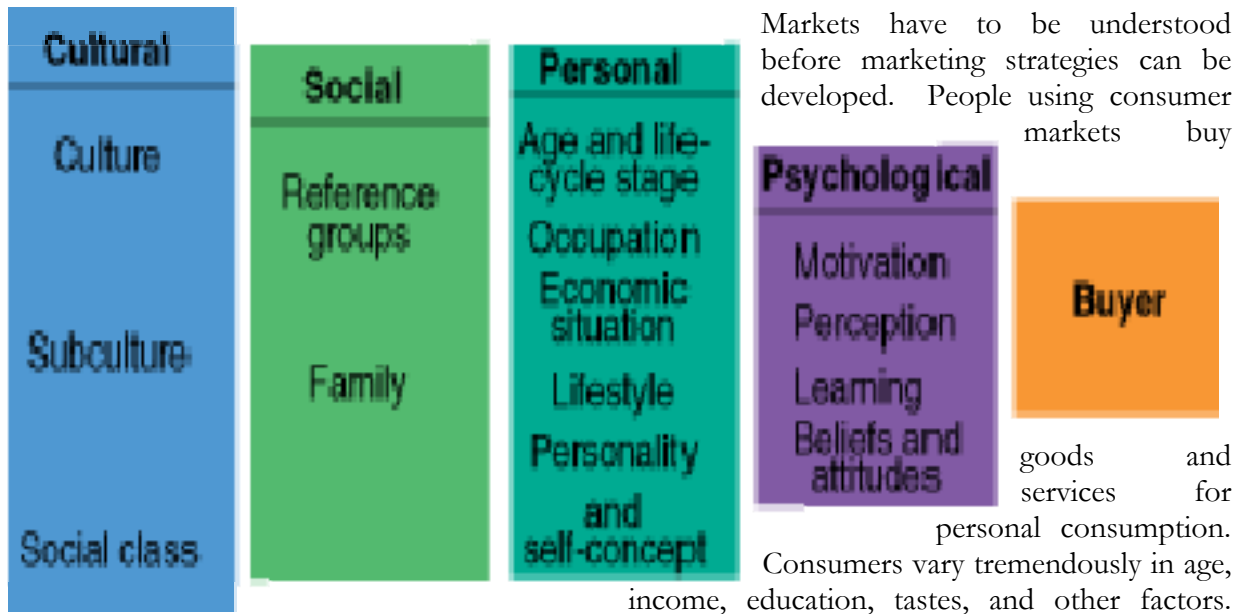 Cultural
Culture
Subculture
Social class
Social
Reference
groups
Family
Personal
Age and life-
cycle stage
Occupation
Economic
situation
Lifestyle
Personality
and
self-concept
Psychological
Motivation
Perception
Learning
Beliefs and
attitudes
Buyer
Markets have to be understood
before marketing strategies can be
developed. People using consumer
markets buy
goods and
services for
personal consumption.
Consumers vary tremendously in age,
income, education, tastes, and other factors.